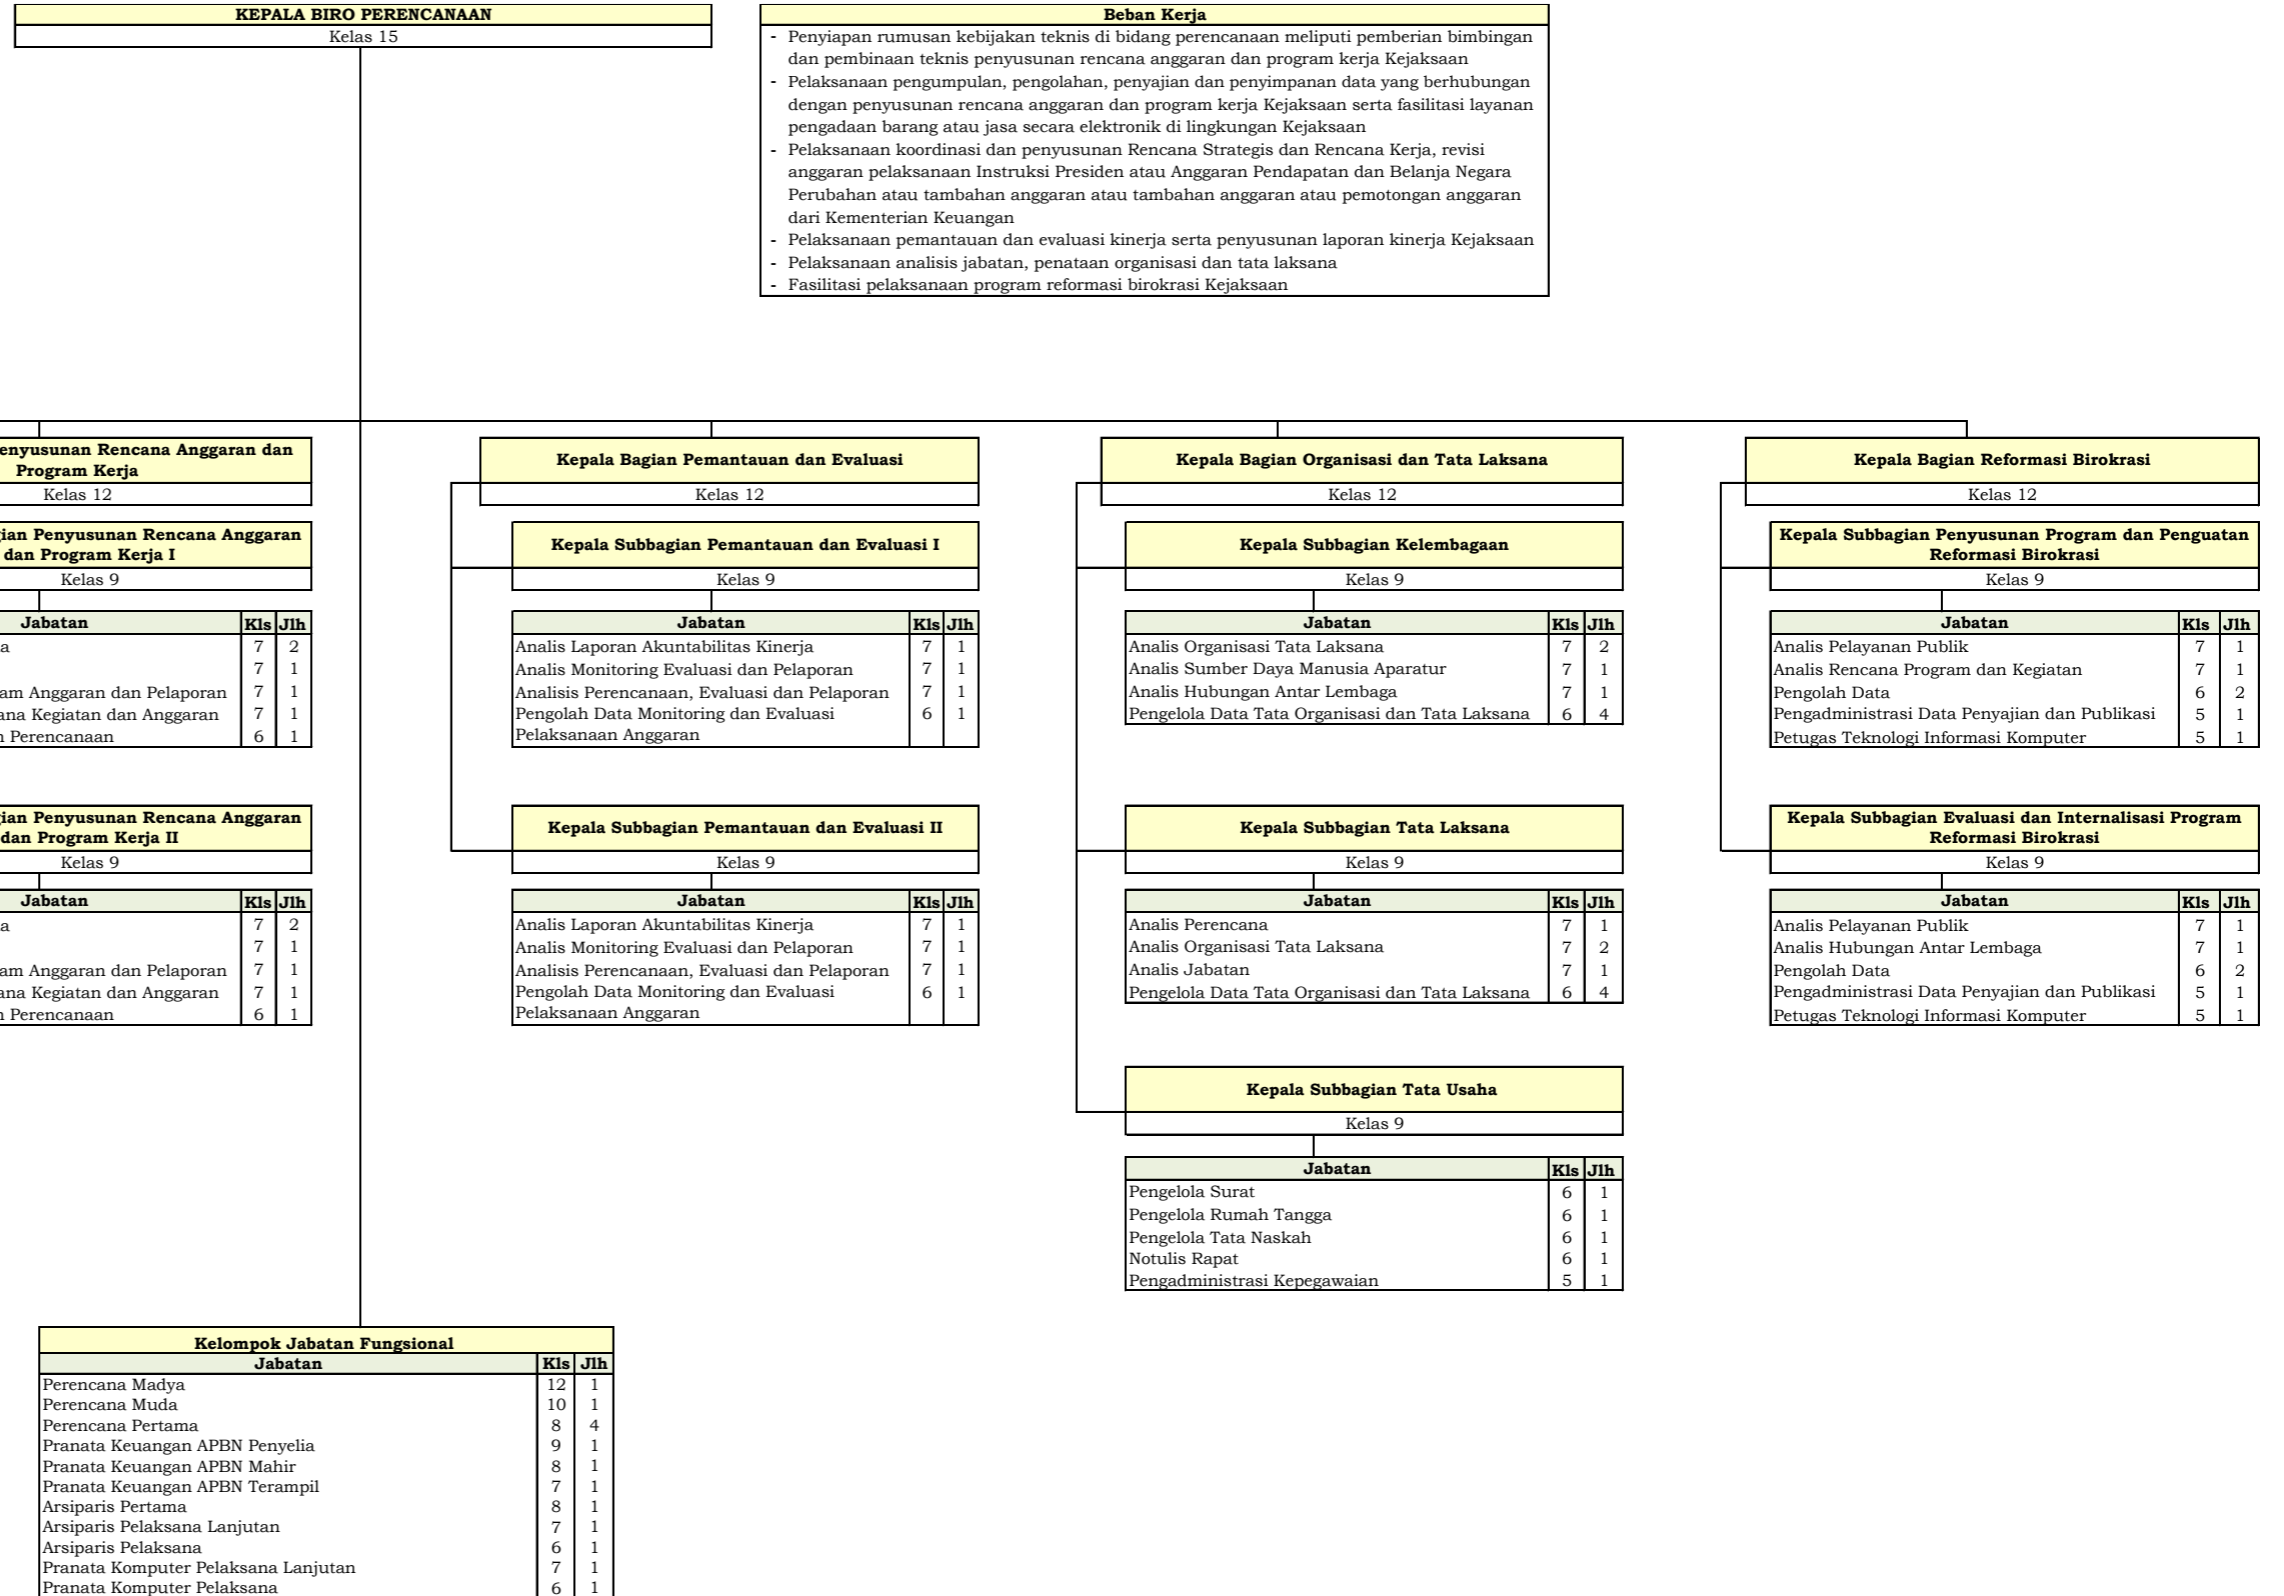 KEPALA BIRO PERENCANAAN
Kelas 15
Beban Kerja
- Penyiapan rumusan kebijakan teknis di bidang perencanaan meliputi pemberian bimbingan
dan pembinaan teknis penyusunan rencana anggaran dan program kerja Kejaksaan
- Pelaksanaan pengumpulan, pengolahan, penyajian dan penyimpanan data yang berhubungan
dengan penyusunan rencana anggaran dan program kerja Kejaksaan serta fasilitasi layanan
pengadaan barang atau jasa secara elektronik di lingkungan Kejaksaan
- Pelaksanaan koordinasi dan penyusunan Rencana Strategis dan Rencana Kerja, revisi
anggaran pelaksanaan Instruksi Presiden atau Anggaran Pendapatan dan Belanja Negara
Perubahan atau tambahan anggaran atau tambahan anggaran atau pemotongan anggaran
dari Kementerian Keuangan
- Pelaksanaan pemantauan dan evaluasi kinerja serta penyusunan laporan kinerja Kejaksaan
- Pelaksanaan analisis jabatan, penataan organisasi dan tata laksana
- Fasilitasi pelaksanaan program reformasi birokrasi Kejaksaan
enyusunan Rencana Anggaran dan
Program Kerja
Kelas 12
gian Penyusunan Rencana Anggaran
dan Program Kerja I
Kelas 9
Jabatan Kls Jlh
a 7 2
7 1
am Anggaran dan Pelaporan 7 1
ana Kegiatan dan Anggaran 7 1
n Perencanaan 6 1
gian Penyusunan Rencana Anggaran
dan Program Kerja II
Kelas 9
Jabatan Kls Jlh
a 7 2
7 1
am Anggaran dan Pelaporan 7 1
ana Kegiatan dan Anggaran 7 1
n Perencanaan 6 1
Kepala Bagian Pemantauan dan Evaluasi
Kelas 12
Kepala Subbagian Pemantauan dan Evaluasi I
Kelas 9
Jabatan Kls Jlh
Analis Laporan Akuntabilitas Kinerja 7 1
Analis Monitoring Evaluasi dan Pelaporan 7 1
Analisis Perencanaan, Evaluasi dan Pelaporan 7 1
Pengolah Data Monitoring dan Evaluasi 6 1
Pelaksanaan Anggaran
Kepala Subbagian Pemantauan dan Evaluasi II
Kelas 9
Jabatan Kls Jlh
Analis Laporan Akuntabilitas Kinerja 7 1
Analis Monitoring Evaluasi dan Pelaporan 7 1
Analisis Perencanaan, Evaluasi dan Pelaporan 7 1
Pengolah Data Monitoring dan Evaluasi 6 1
Pelaksanaan Anggaran
Kepala Bagian Organisasi dan Tata Laksana
Kelas 12
Kepala Subbagian Kelembagaan
Kelas 9
Jabatan Kls Jlh
Analis Organisasi Tata Laksana 7 2
Analis Sumber Daya Manusia Aparatur 7 1
Analis Hubungan Antar Lembaga 7 1
Pengelola Data Tata Organisasi dan Tata Laksana 6 4
Kepala Subbagian Tata Laksana
Kelas 9
Jabatan Kls Jlh
Analis Perencana 7 1
Analis Organisasi Tata Laksana 7 2
Analis Jabatan 7 1
Pengelola Data Tata Organisasi dan Tata Laksana 6 4
Kepala Subbagian Tata Usaha
Kelas 9
Jabatan Kls Jlh
Pengelola Surat 6 1
Pengelola Rumah Tangga 6 1
Pengelola Tata Naskah 6 1
Notulis Rapat 6 1
Pengadministrasi Kepegawaian 5 1
Kepala Bagian Reformasi Birokrasi
Kelas 12
Kepala Subbagian Penyusunan Program dan Penguatan
Reformasi Birokrasi
Kelas 9
Jabatan Kls Jlh
Analis Pelayanan Publik 7 1
Analis Rencana Program dan Kegiatan 7 1
Pengolah Data 6 2
Pengadministrasi Data Penyajian dan Publikasi 5 1
Petugas Teknologi Informasi Komputer 5 1
Kepala Subbagian Evaluasi dan Internalisasi Program
Reformasi Birokrasi
Kelas 9
Jabatan Kls Jlh
Analis Pelayanan Publik 7 1
Analis Hubungan Antar Lembaga 7 1
Pengolah Data 6 2
Pengadministrasi Data Penyajian dan Publikasi 5 1
Petugas Teknologi Informasi Komputer 5 1
Kelompok Jabatan Fungsional
Jabatan Kls Jlh
Perencana Madya 12 1
Perencana Muda 10 1
Perencana Pertama 8 4
Pranata Keuangan APBN Penyelia 9 1
Pranata Keuangan APBN Mahir 8 1
Pranata Keuangan APBN Terampil 7 1
Arsiparis Pertama 8 1
Arsiparis Pelaksana Lanjutan 7 1
Arsiparis Pelaksana 6 1
Pranata Komputer Pelaksana Lanjutan 7 1
Pranata Komputer Pelaksana 6 1